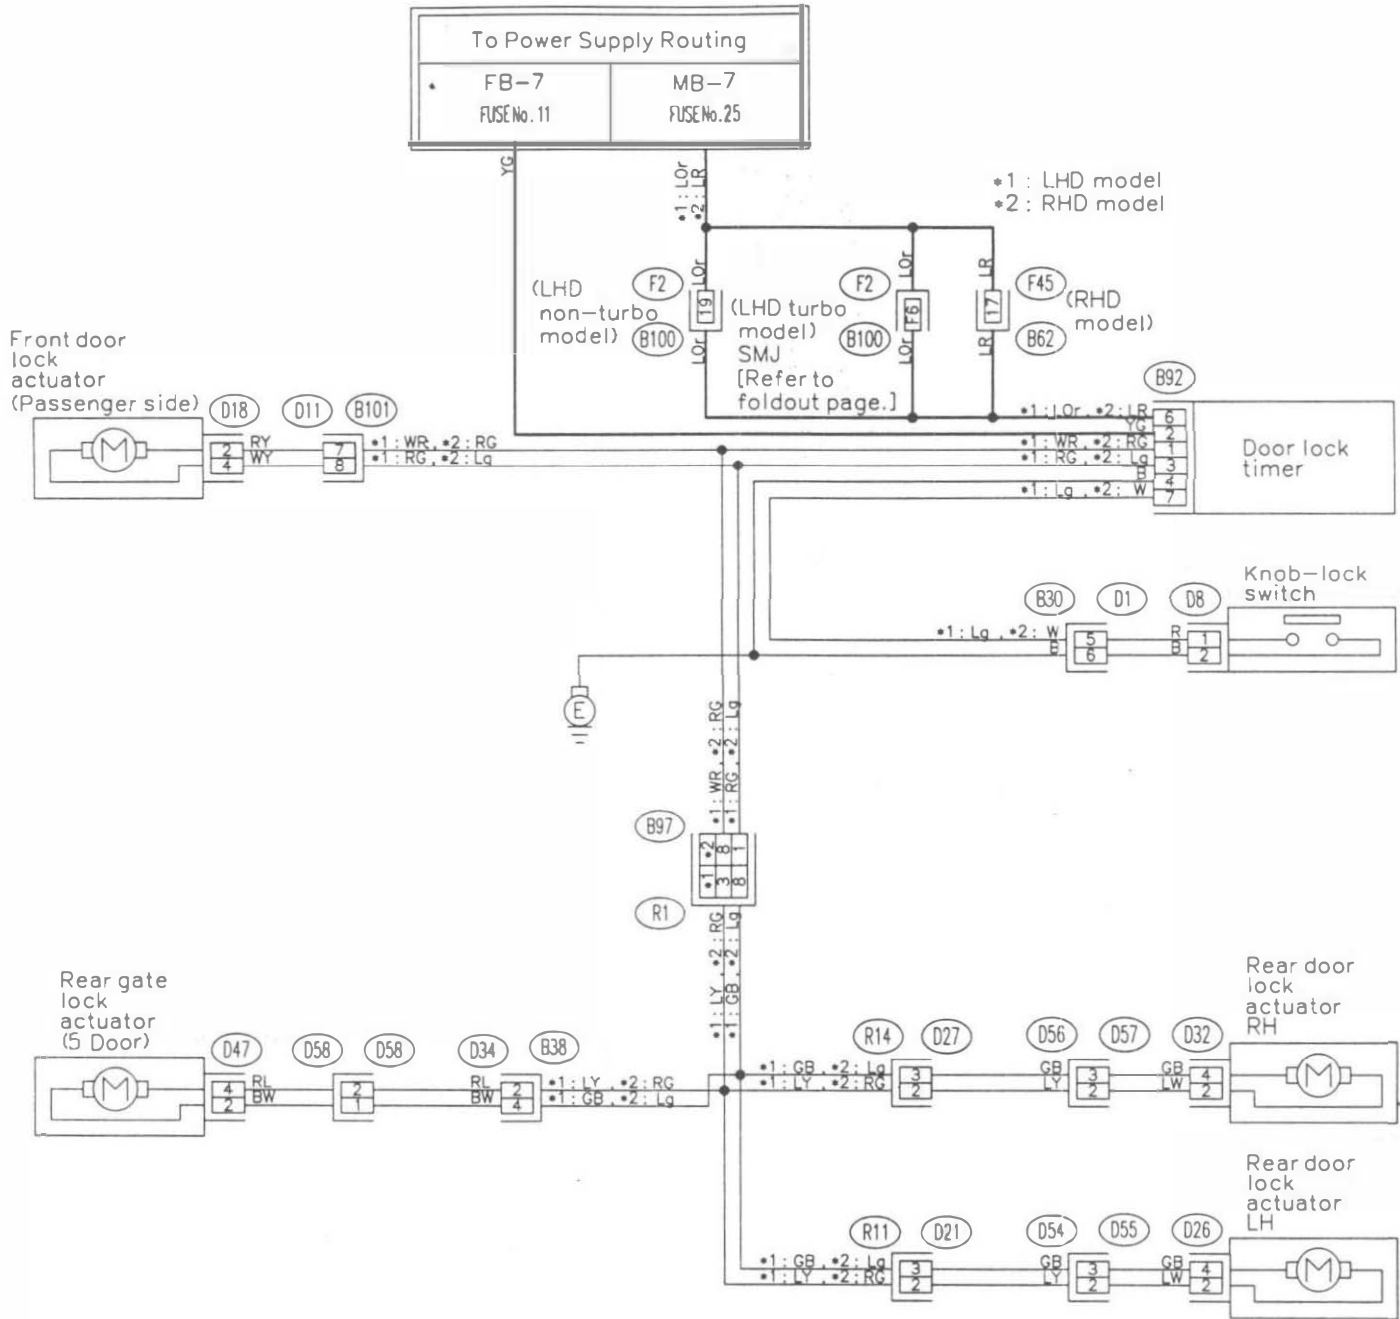 To Power Supply Routing
FB-7
FUSE No. 11
MB-7
FUSE No. 25
YG
*1 : LOr
*2 : LR
*1 : LHD model
*2 : RHD model
LOr
LOr
LR
(LHD
non-turbo
model)
F2
19
B100
(LHD turbo
model)
SMJ
[Refer to
foldout page.]
F2
F6
B100
F45
17
B62
(RHD
model)
LOr
LOr
LR
Front door
lock
actuator
(Passenger side)
M
D18
D11
B101
2
4
RY
WY
7
8
*1 : WR , *2 : RG
*1 : RG , *2 : Lg
B92
*1 : LOr , *2 : LR
YG
*1 : WR , *2 : RG
*1 : RG , *2 : Lg
B
*1 : Lg , *2 : W
6
2
1
3
4
7
Door lock
timer
Knob-lock
switch
B30
D1
D8
*1 : Lg , *2 : W
B
5
6
R
B
1
2
E
*1 : WR , *2 : RG
*1 : RG , *2 : Lg
B97
*2
8
1
*1
3
8
R1
*1 : LY , *2 : RG
*1 : GB , *2 : Lg
Rear gate
lock
actuator
(5 Door)
M
D47
D58
D58
D34
B38
4
2
RL
BW
2
1
RL
BW
2
4
*1 : LY , *2 : RG
*1 : GB , *2 : Lg
Rear door
lock
actuator
RH
R14
D27
D56
D57
D32
*1 : GB , *2 : Lg
*1 : LY , *2 : RG
3
2
GB
LY
3
2
GB
LW
4
2
M
Rear door
lock
actuator
LH
R11
D21
D54
D55
D26
*1 : GB , *2 : Lg
*1 : LY , *2 : RG
3
2
GB
LY
3
2
GB
LW
4
2
M